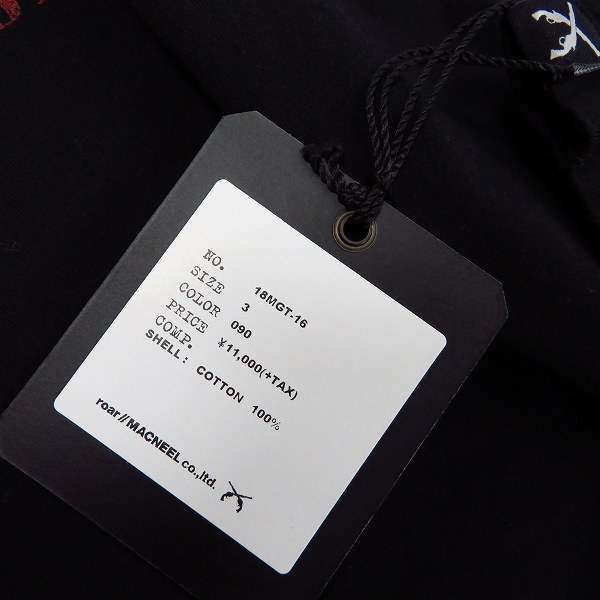 NO. 18MGT-16
SIZE 3
COLOR 090
PRICE ¥11,000(+TAX)
COMP.
SHELL: COTTON 100%
roar//MACNEEL co.,ltd.